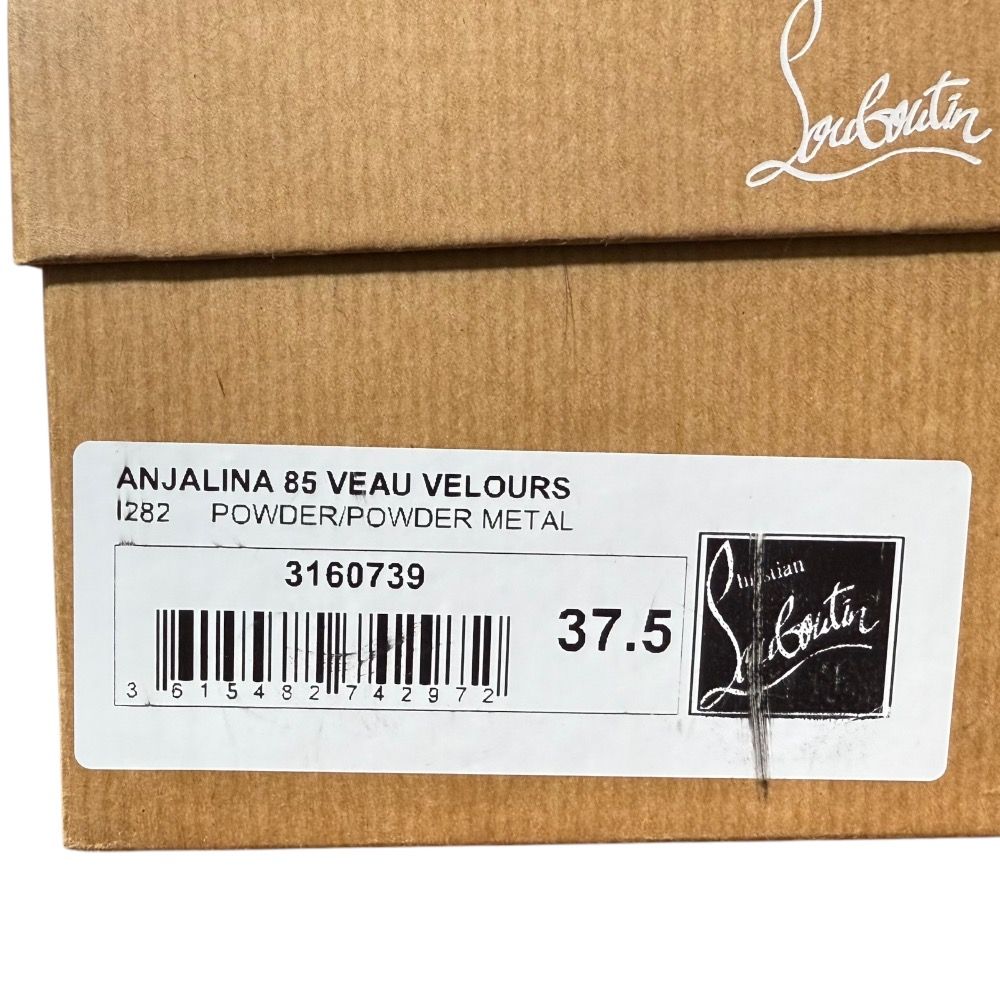 Louboutin
ANJALINA 85 VEAU VELOURS
I282 POWDER/POWDER METAL
3160739
37.5
3 615482 742972
Christian
Louboutin